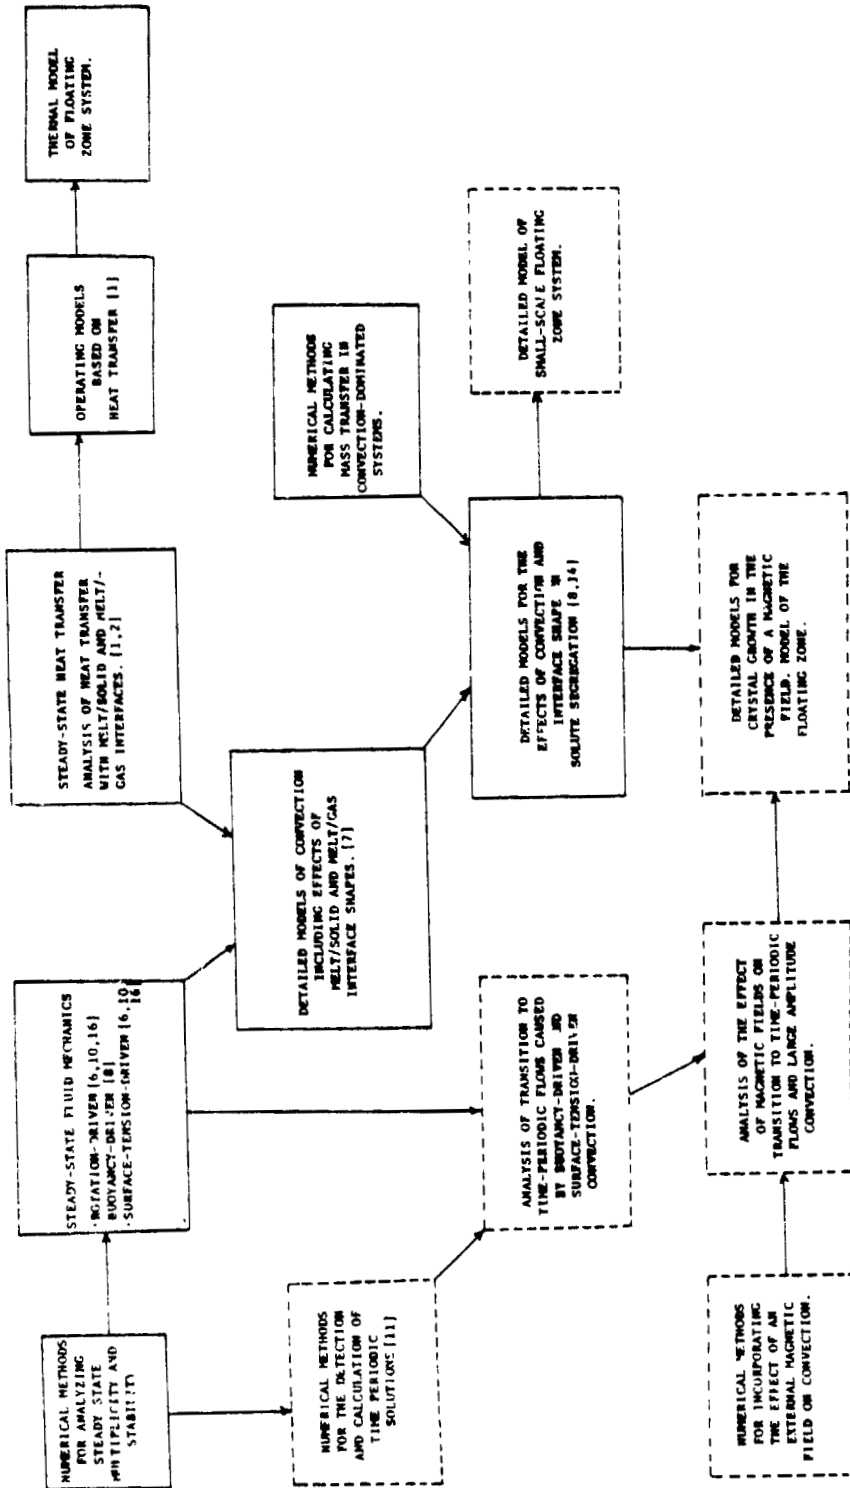 NUMERICAL METHODS
FOR ANALYZING
STEADY STATE
MULTIPLICITY AND
STABILITY
STEADY-STATE FLUID MECHANICS
-ROTATION-DRIVEN [6,10,16]
BUOYANCY-DRIVEN [8]
-SURFACE-TENSION-DRIVEN [6,10
16]
STEADY-STATE HEAT TRANSFER
ANALYSIS OF HEAT TRANSFER
WITH MELT/SOLID AND MELT/-
GAS INTERFACES. [1,2]
OPERATING MODELS
BASED ON
HEAT TRANSFER [1]
THERMAL MODEL
OF FLOATING
ZONE SYSTEM.
NUMERICAL METHODS
FOR THE DETECTION
AND CALCULATION OF
TIME PERIODIC
SOLUTIONS [11]
DETAILED MODELS OF CONVECTION
INCLUDING EFFECTS OF
MELT/SOLID AND MELT/GAS
INTERFACE SHAPES. [7]
NUMERICAL METHODS
FOR CALCULATING
MASS TRANSFER IN
CONVECTION-DOMINATED
SYSTEMS.
ANALYSIS OF TRANSITION TO
TIME-PERIODIC FLOWS CAUSED
BY BUOYANCY-DRIVEN AND
SURFACE-TENSION-DRIVEN
CONVECTION.
DETAILED MODELS FOR THE
EFFECTS OF CONVECTION AND
INTERFACE SHAPE ON
SOLUTE SEGREGATION [8,14]
DETAILED MODEL OF
SMALL-SCALE FLOATING
ZONE SYSTEM.
NUMERICAL METHODS
FOR INCORPORATING
THE EFFECT OF AN
EXTERNAL MAGNETIC
FIELD ON CONVECTION.
ANALYSIS OF THE EFFECT
OF MAGNETIC FIELDS ON
TRANSITION TO TIME-PERIODIC
FLOWS AND LARGE AMPLITUDE
CONVECTION.
DETAILED MODELS FOR
CRYSTAL GROWTH IN THE
PRESENCE OF A MAGNETIC
FIELD. MODEL OF THE
FLOATING ZONE.